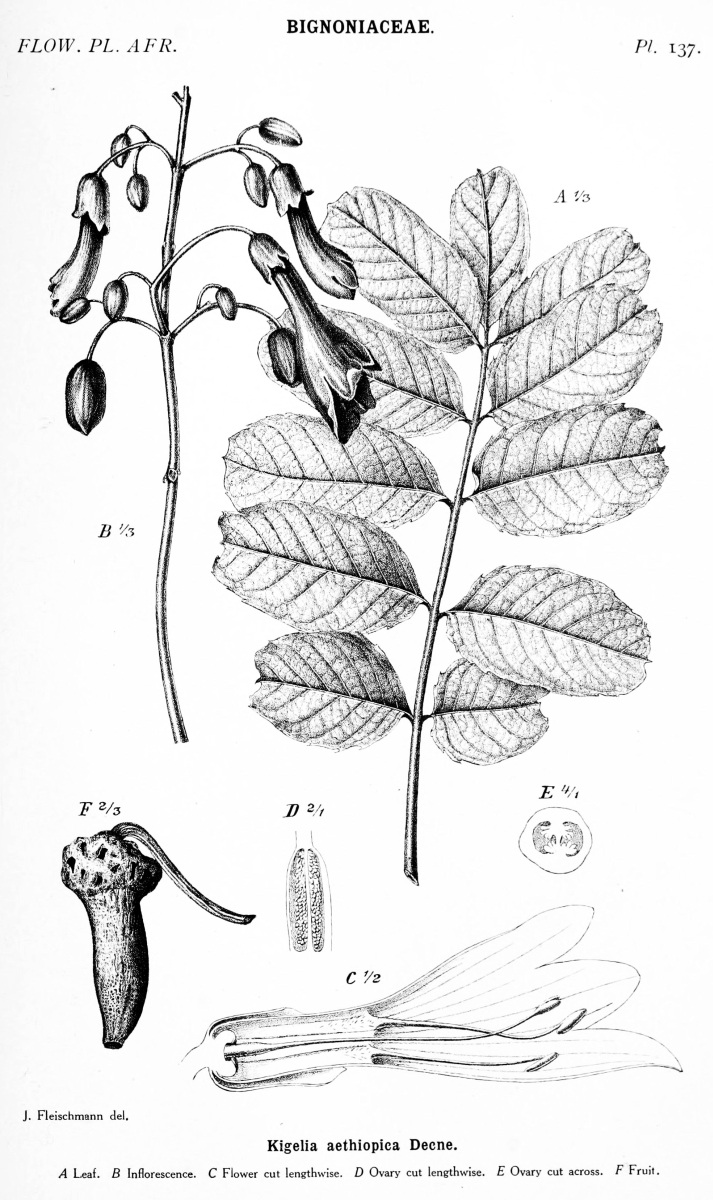 BIGNONIACEAE.
FLOW. PL. AFR. Pl. 137.
A 1/3
B 1/3
F 2/3
D 2/1
E 4/1
C 1/2
J. Fleischmann del.
Kigelia aethiopica Decne.
A Leaf. B Inflorescence. C Flower cut lengthwise. D Ovary cut lengthwise. E Ovary cut across. F Fruit.